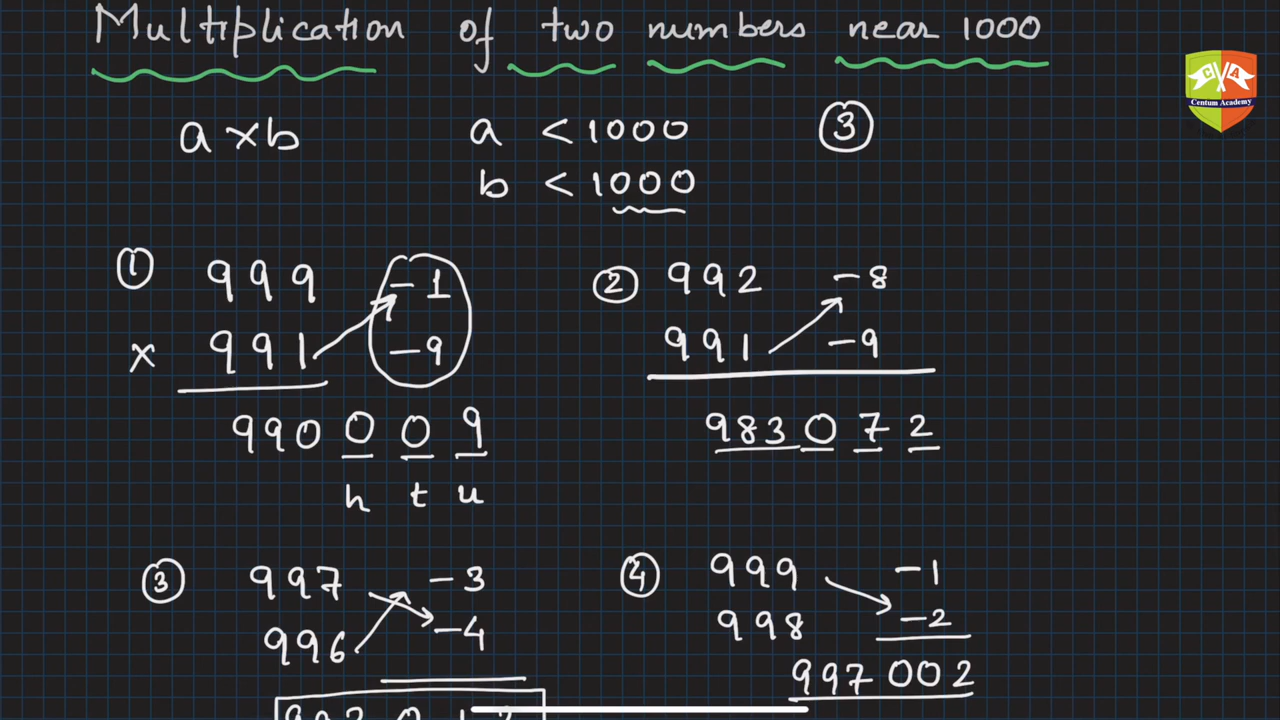 Multiplication of two numbers near 1000
a × b a < 1000 ③
b < 1000
C A
Centum Academy
① 999 -1
× 991 -9
990 0 0 9
h t u
② 992 -8
991 -9
983 0 7 2
③ 997 -3
996 -4
④ 999 -1
998 -2
997 002